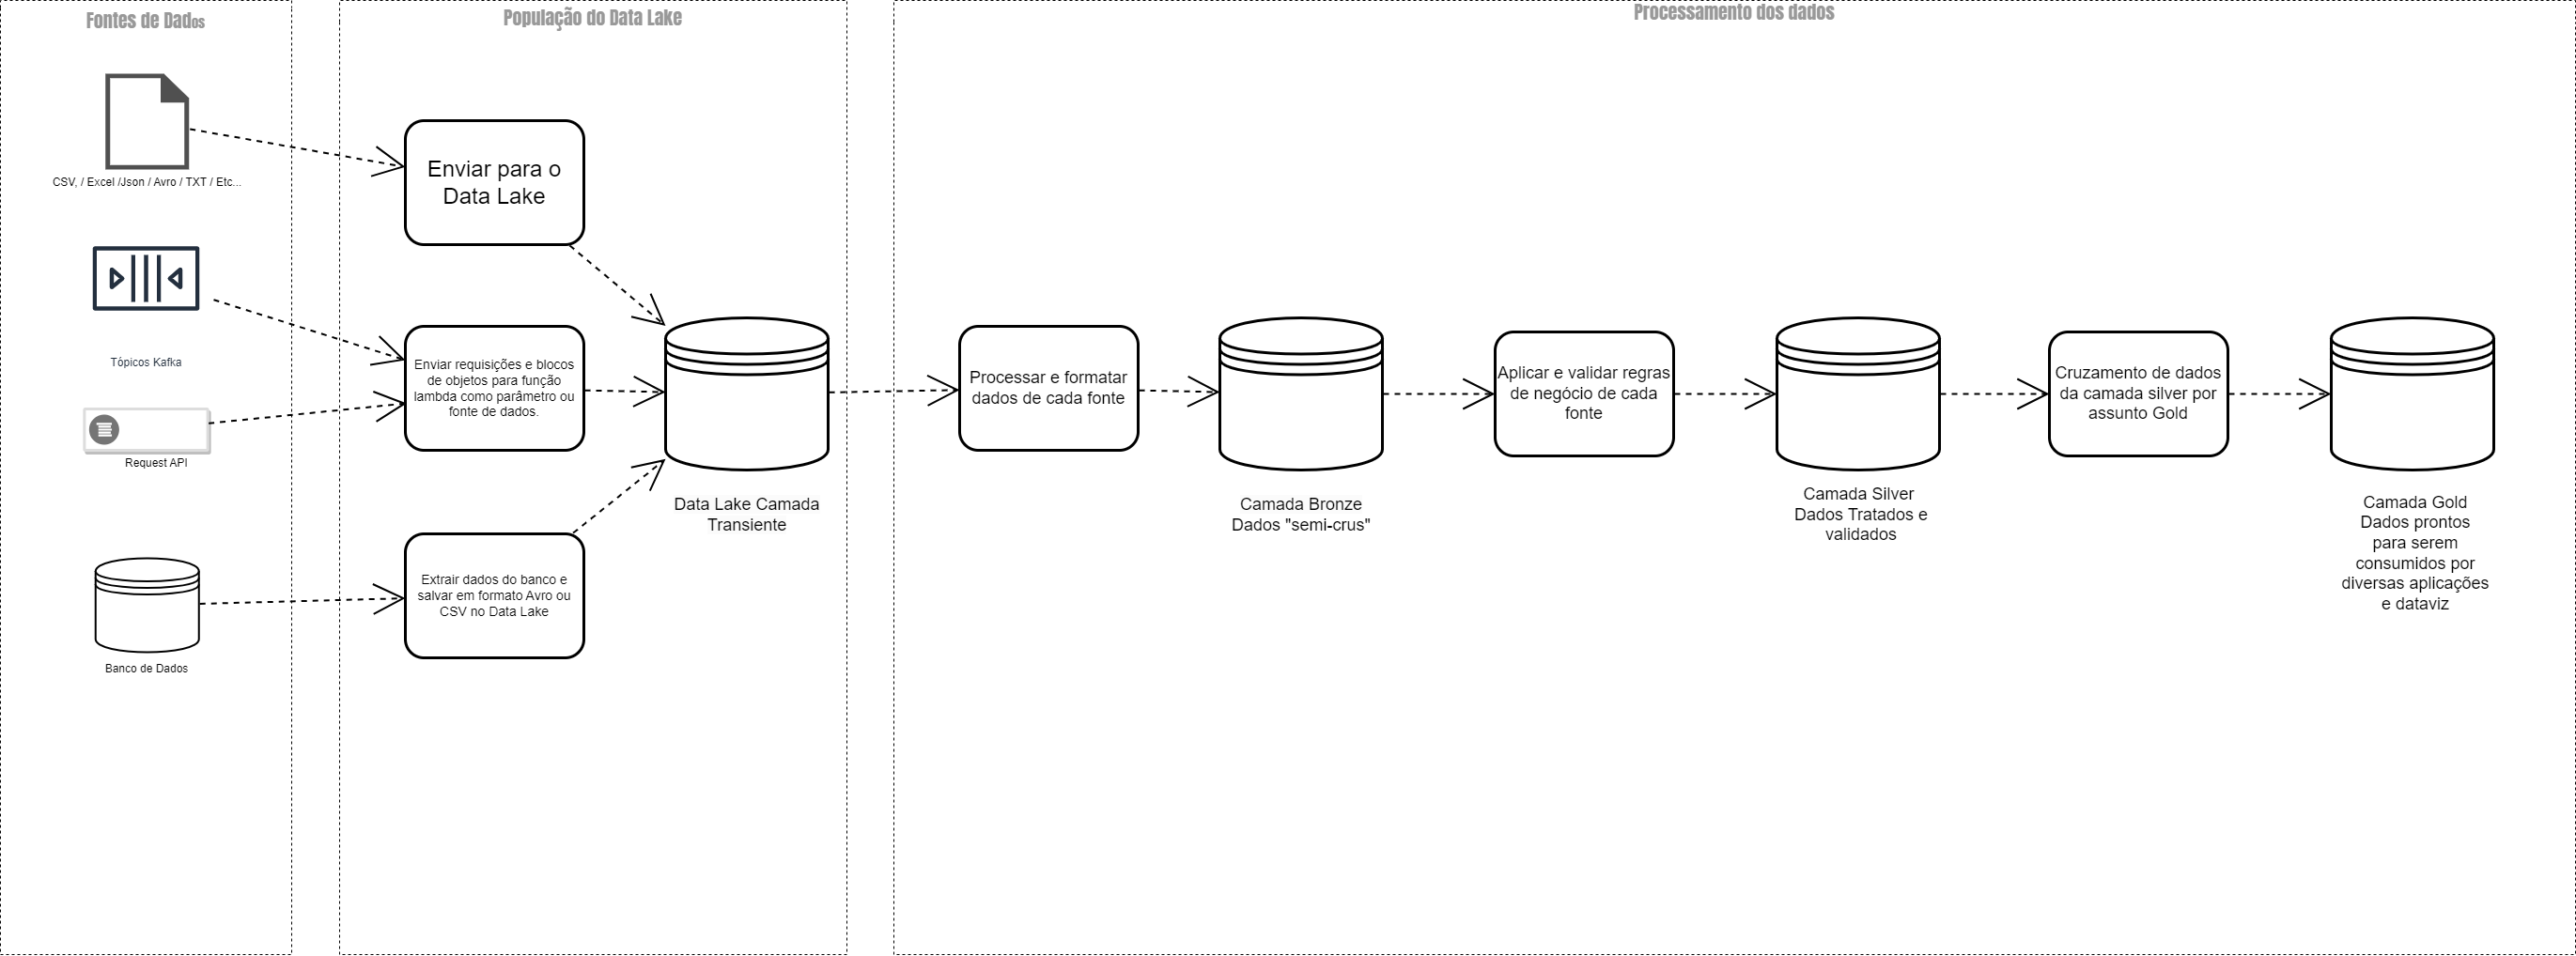 Fontes de Dados
População do Data Lake
Processamento dos dados
CSV, / Excel /Json / Avro / TXT / Etc...
Tópicos Kafka
Request API
Banco de Dados
Enviar para o
Data Lake
Enviar requisições e blocos
de objetos para função
lambda como parâmetro ou
fonte de dados.
Extrair dados do banco e
salvar em formato Avro ou
CSV no Data Lake
Data Lake Camada
Transiente
Processar e formatar
dados de cada fonte
Camada Bronze
Dados "semi-crus"
Aplicar e validar regras
de negócio de cada
fonte
Camada Silver
Dados Tratados e
validados
Cruzamento de dados
da camada silver por
assunto Gold
Camada Gold
Dados prontos
para serem
consumidos por
diversas aplicações
e dataviz